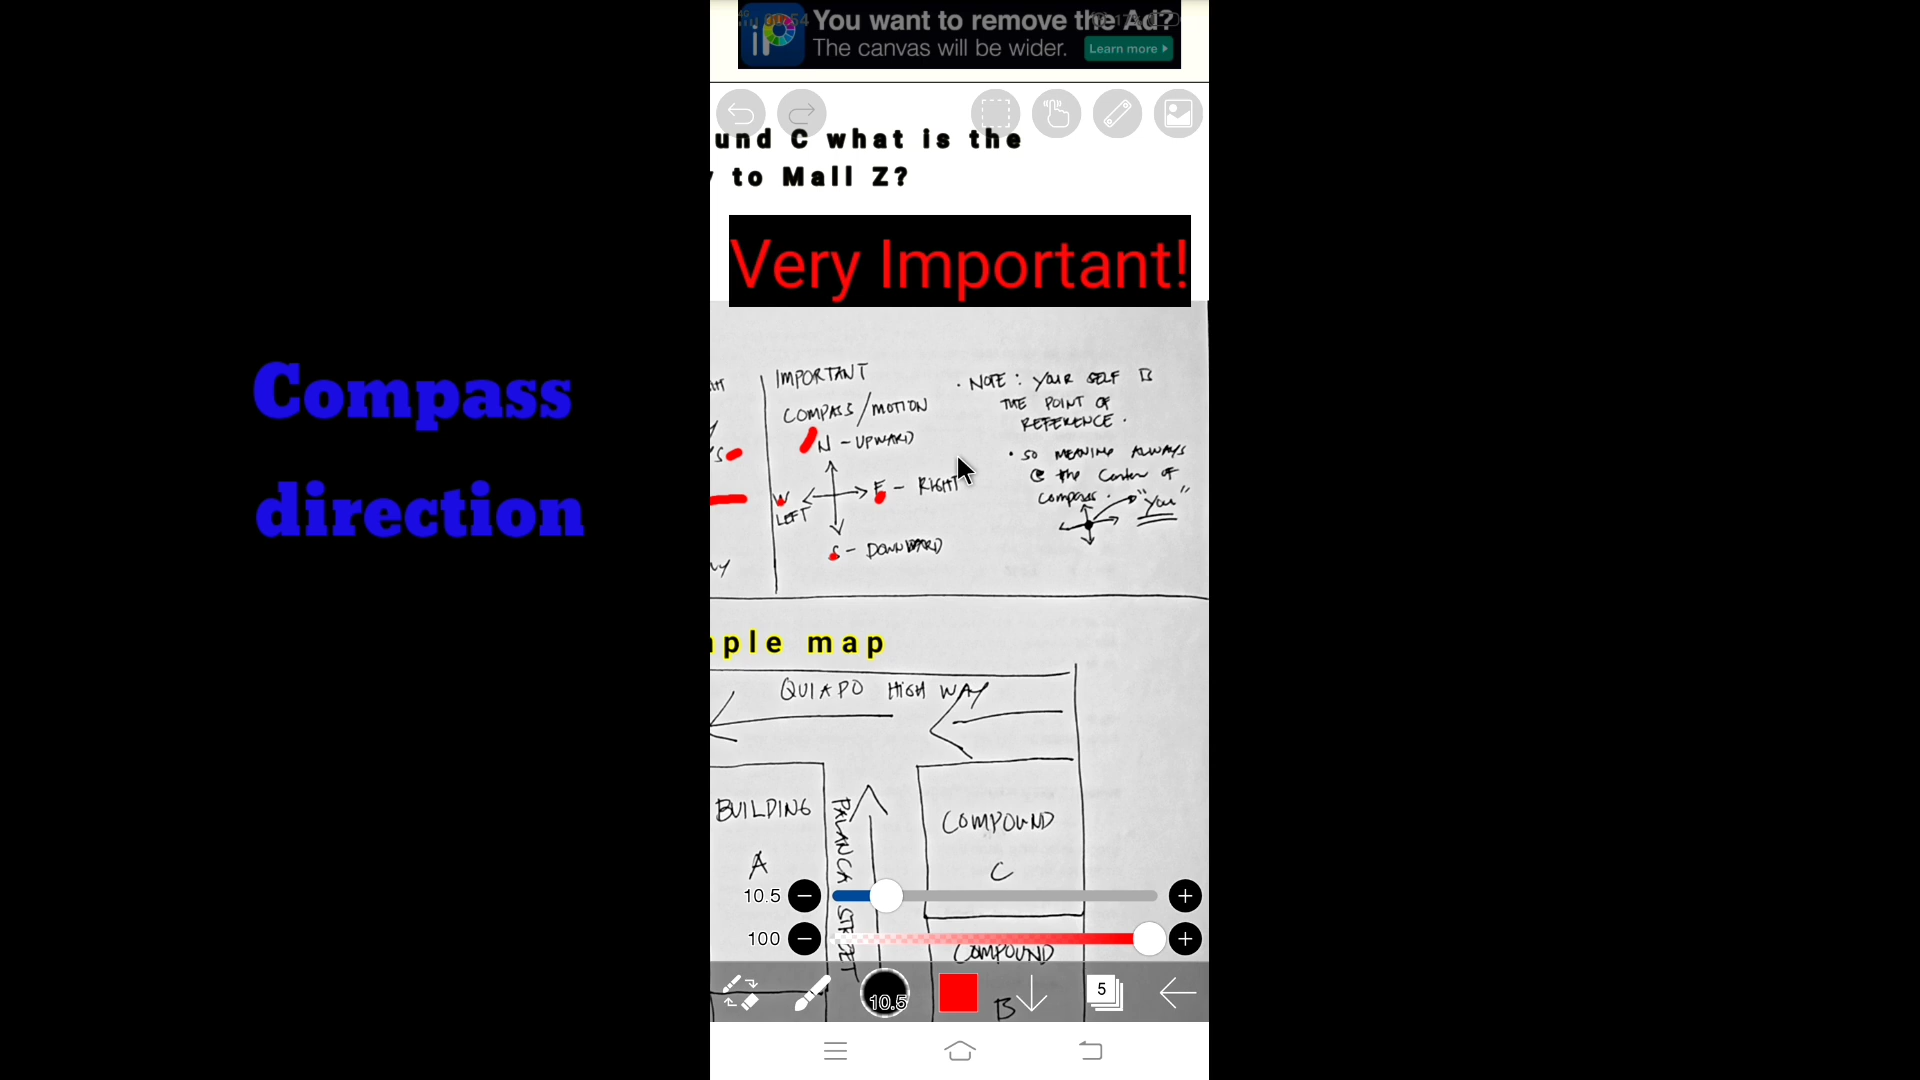 You want to remove the Ad?
The canvas will be wider.
Learn more
und C what is the
to Mall Z?
Very Important!
Compass
direction
IMPORTANT
COMPASS/MOTION
N - UPWARD
W
E - RIGHT
LEFT
S - DOWNWARD
• NOTE : YOUR SELF IS
THE POINT OF
REFERENCE.
• SO MEANING ALWAYS
@ the Center of
compass.
"You"
ple map
QUIAPO HIGH WAY
BUILDING
A
PALANCA STREET
COMPOUND
C
COMPOUND
B
10.5
100
10.5
5